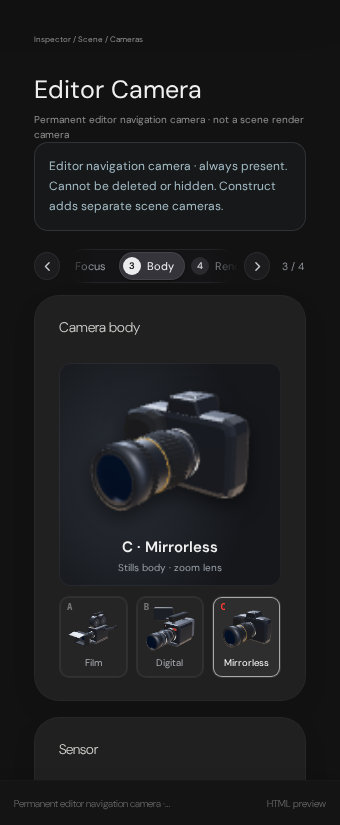 Inspector / Scene / Cameras
Editor Camera
Permanent editor navigation camera · not a scene render
camera
Editor navigation camera · always present.
Cannot be deleted or hidden. Construct
adds separate scene cameras.
Focus 3 Body 4 Ren 3 / 4
Camera body
C · Mirrorless
Stills body · zoom lens
A B C
Film Digital Mirrorless
Sensor
Permanent editor navigation camera ·... HTML preview